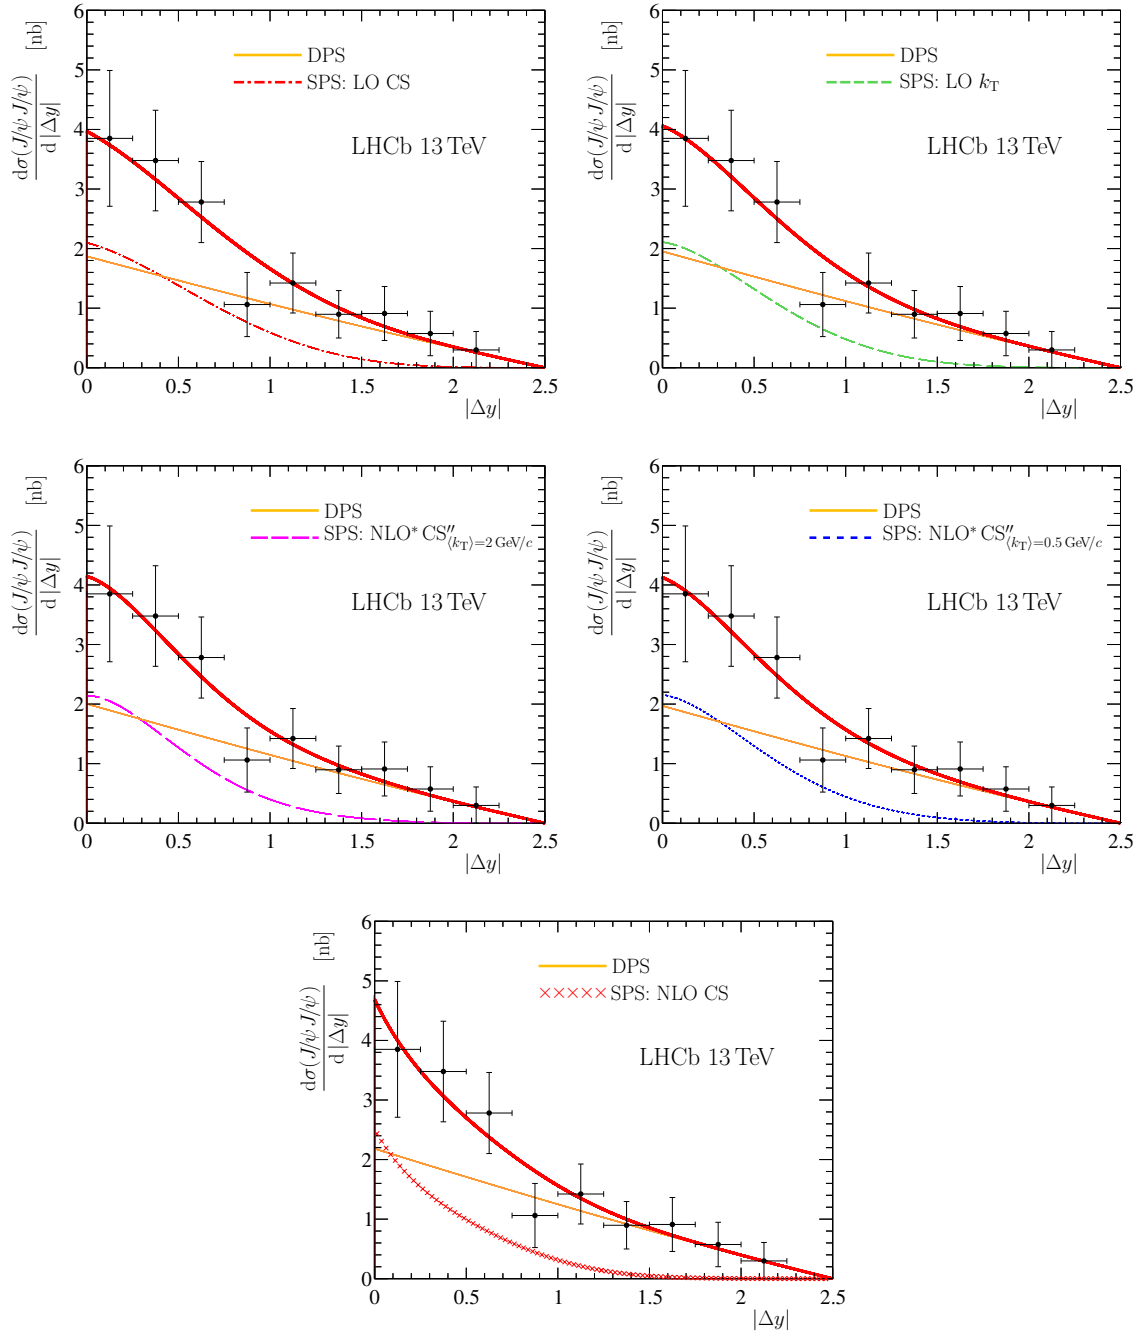 6
5
4
3
2
1
0
dσ(J/ψ J/ψ)
d |Δy|
[nb]
DPS
SPS: LO CS
LHCb 13 TeV
0 0.5 1 1.5 2 2.5
|Δy|
6
5
4
3
2
1
0
dσ(J/ψ J/ψ)
d |Δy|
[nb]
DPS
SPS: LO kT
LHCb 13 TeV
0 0.5 1 1.5 2 2.5
|Δy|
6
5
4
3
2
1
0
dσ(J/ψ J/ψ)
d |Δy|
[nb]
DPS
SPS: NLO* CS″⟨kT⟩=2 GeV/c
LHCb 13 TeV
0 0.5 1 1.5 2 2.5
|Δy|
6
5
4
3
2
1
0
dσ(J/ψ J/ψ)
d |Δy|
[nb]
DPS
SPS: NLO* CS″⟨kT⟩=0.5 GeV/c
LHCb 13 TeV
0 0.5 1 1.5 2 2.5
|Δy|
6
5
4
3
2
1
0
dσ(J/ψ J/ψ)
d |Δy|
[nb]
DPS
SPS: NLO CS
LHCb 13 TeV
0 0.5 1 1.5 2 2.5
|Δy|